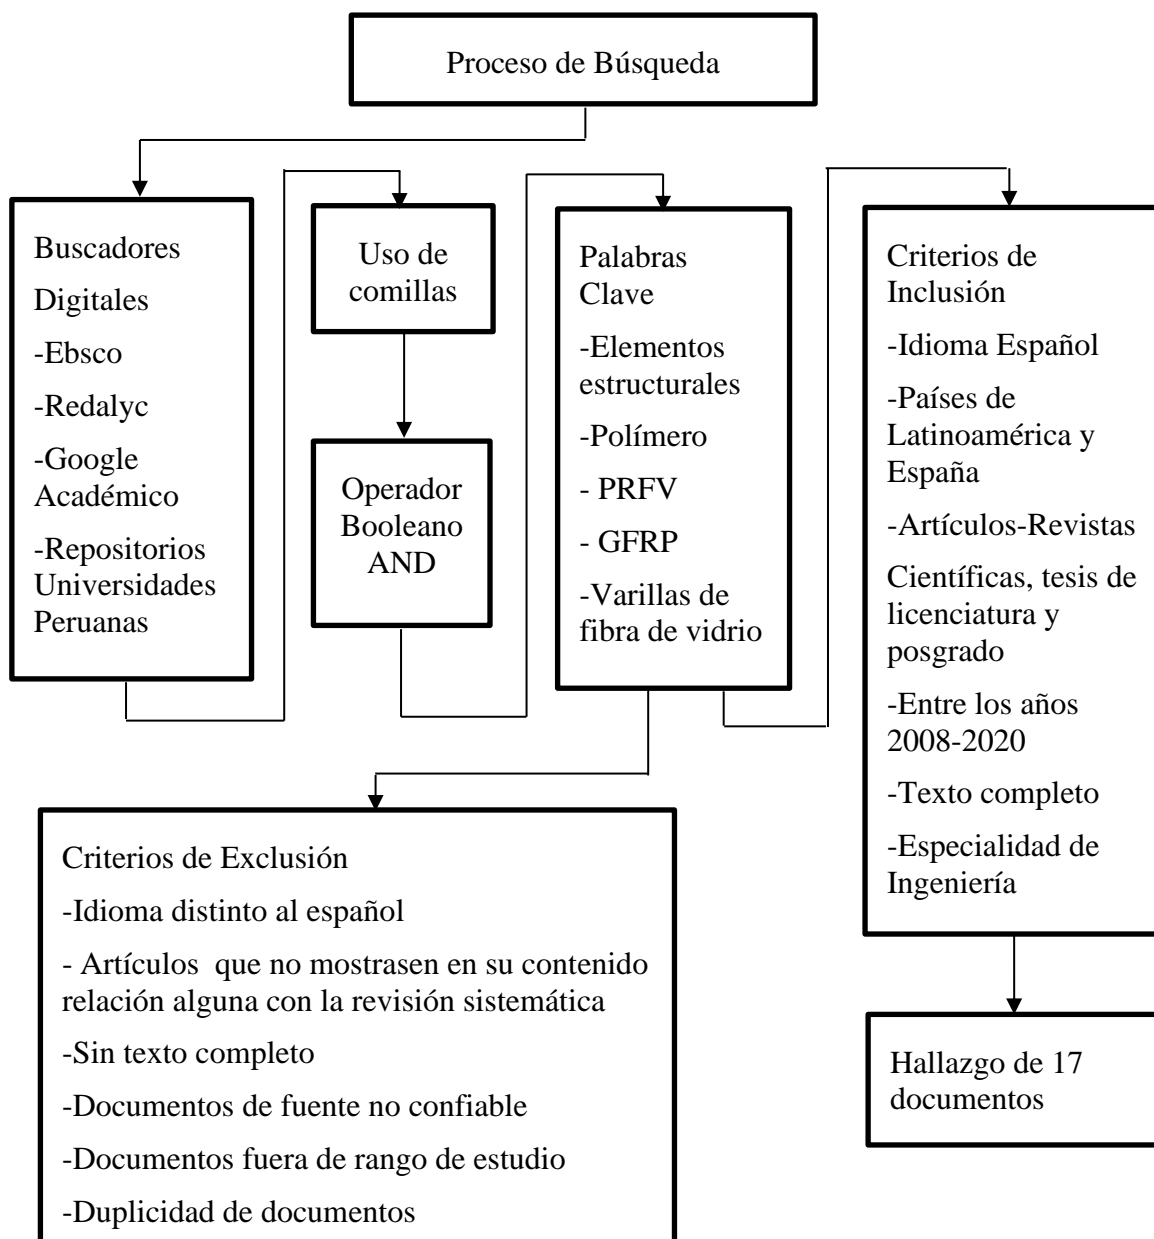 Proceso de Búsqueda
Buscadores
Digitales
-Ebsco
-Redalyc
-Google
Académico
-Repositorios
Universidades
Peruanas
Uso de
comillas
Operador
Booleano
AND
Palabras
Clave
-Elementos
estructurales
-Polímero
- PRFV
- GFRP
-Varillas de
fibra de vidrio
Criterios de
Inclusión
-Idioma Español
-Países de
Latinoamérica y
España
-Artículos-Revistas
Científicas, tesis de
licenciatura y
posgrado
-Entre los años
2008-2020
-Texto completo
-Especialidad de
Ingeniería
Criterios de Exclusión
-Idioma distinto al español
- Artículos  que no mostrasen en su contenido
relación alguna con la revisión sistemática
-Sin texto completo
-Documentos de fuente no confiable
-Documentos fuera de rango de estudio
-Duplicidad de documentos
Hallazgo de 17
documentos